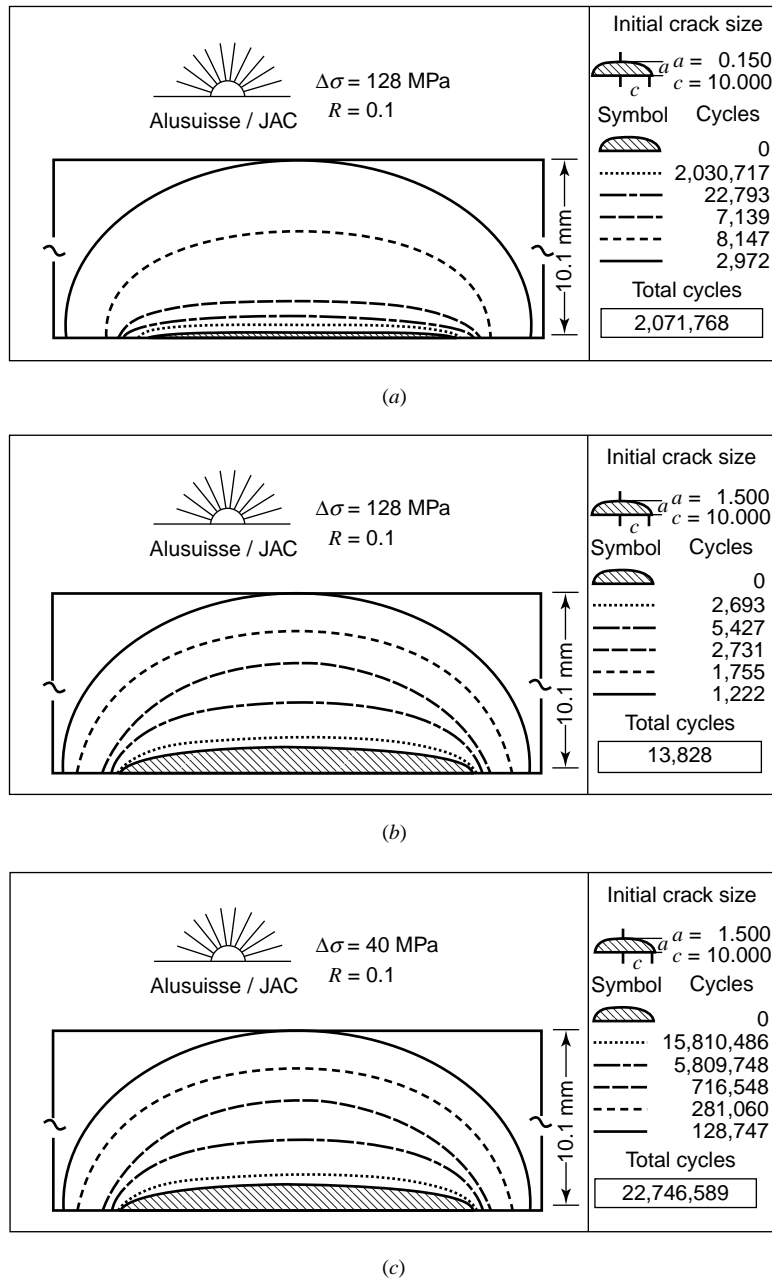 Initial crack size
a a = 0.150
c c = 10.000
Δσ = 128 MPa
R = 0.1
Alusuisse / JAC
Symbol Cycles
0
2,030,717
22,793
7,139
8,147
2,972
Total cycles
2,071,768
10.1 mm
(a)
Initial crack size
a a = 1.500
c c = 10.000
Δσ = 128 MPa
R = 0.1
Alusuisse / JAC
Symbol Cycles
0
2,693
5,427
2,731
1,755
1,222
Total cycles
13,828
10.1 mm
(b)
Initial crack size
a a = 1.500
c c = 10.000
Δσ = 40 MPa
R = 0.1
Alusuisse / JAC
Symbol Cycles
0
15,810,486
5,809,748
716,548
281,060
128,747
Total cycles
22,746,589
10.1 mm
(c)